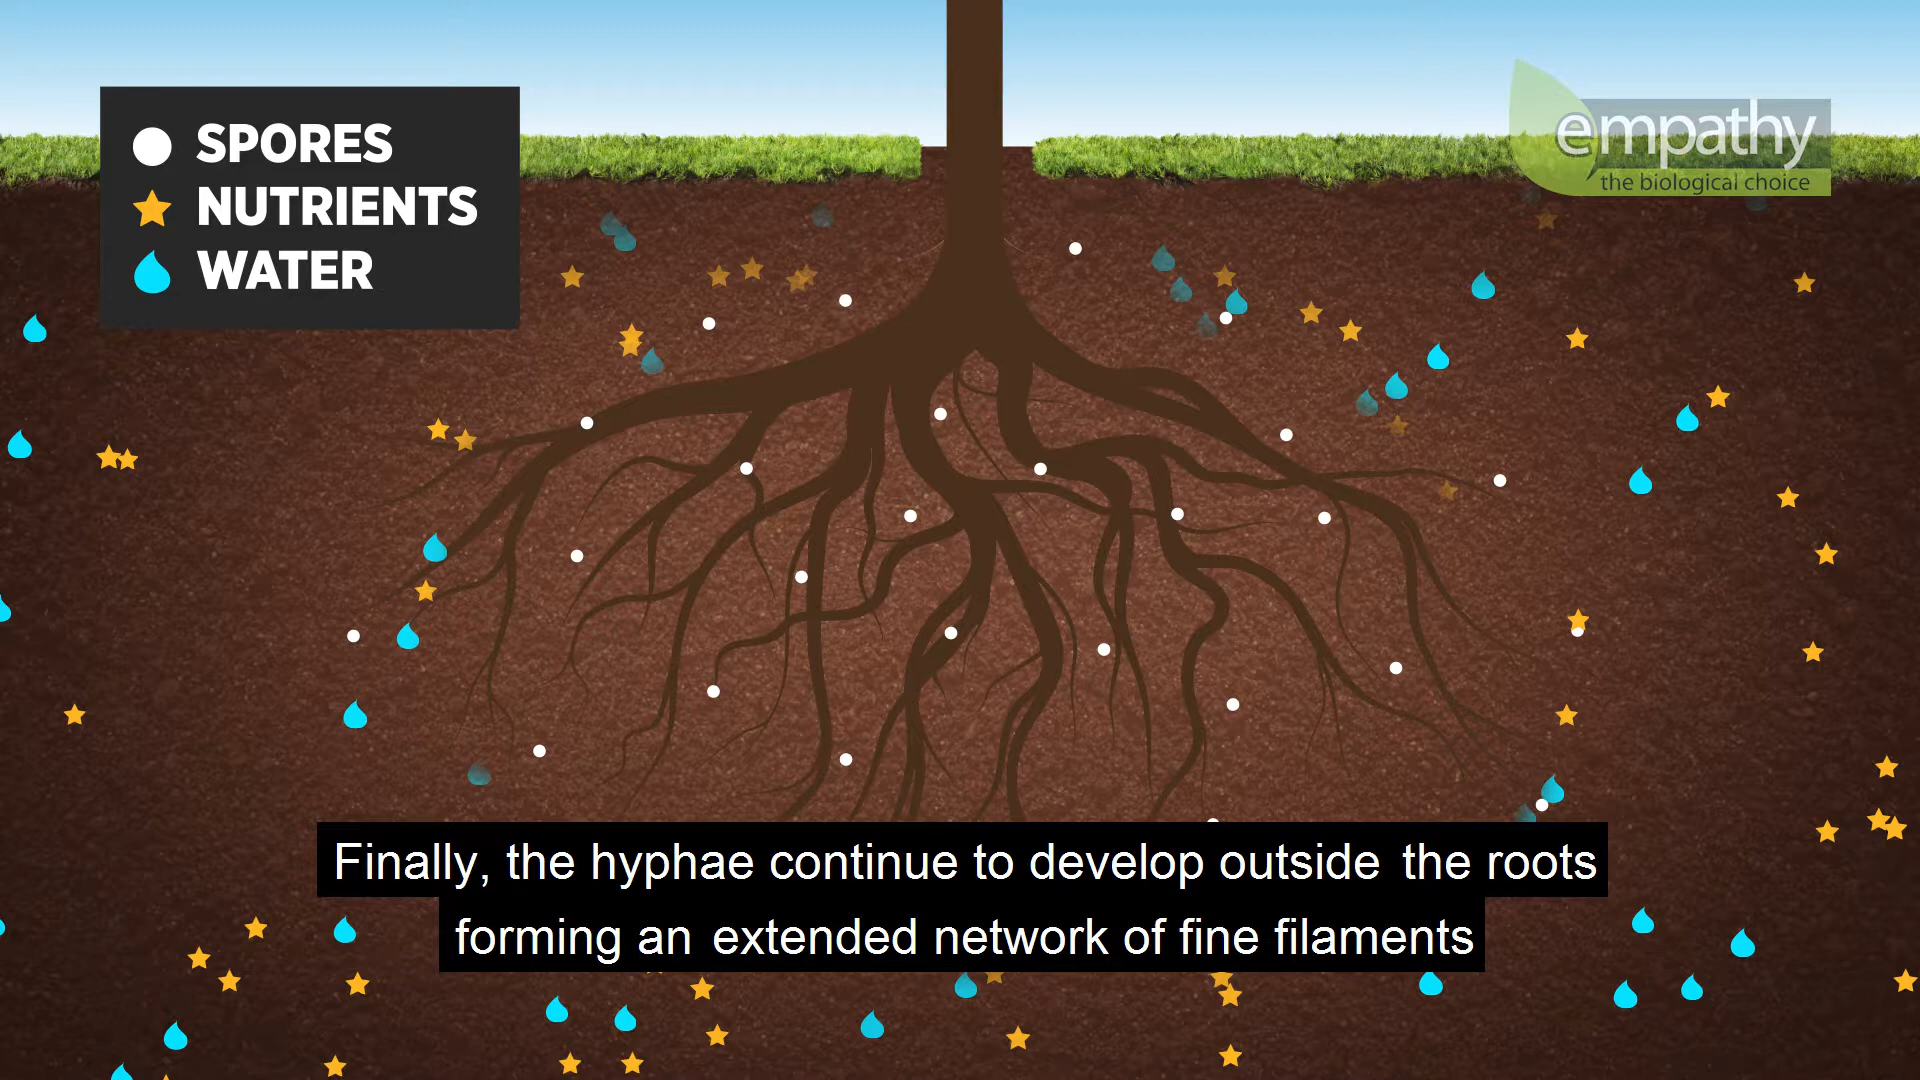 SPORES
NUTRIENTS
WATER
empathy
the biological choice
Finally, the hyphae continue to develop outside the roots
forming an extended network of fine filaments